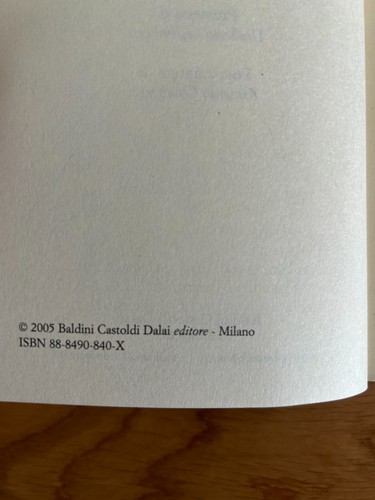 © 2005 Baldini Castoldi Dalai editore - Milano
ISBN 88-8490-840-X